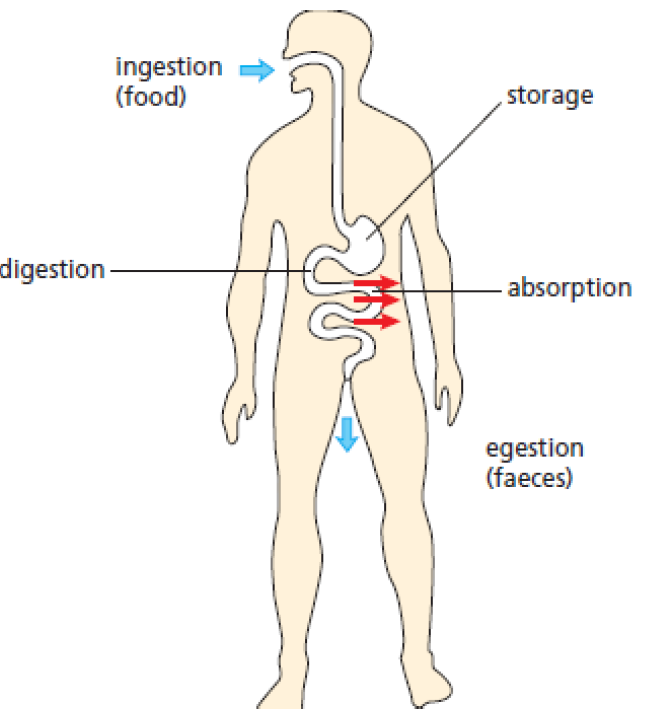 ingestion
(food)
storage
digestion
absorption
egestion
(faeces)